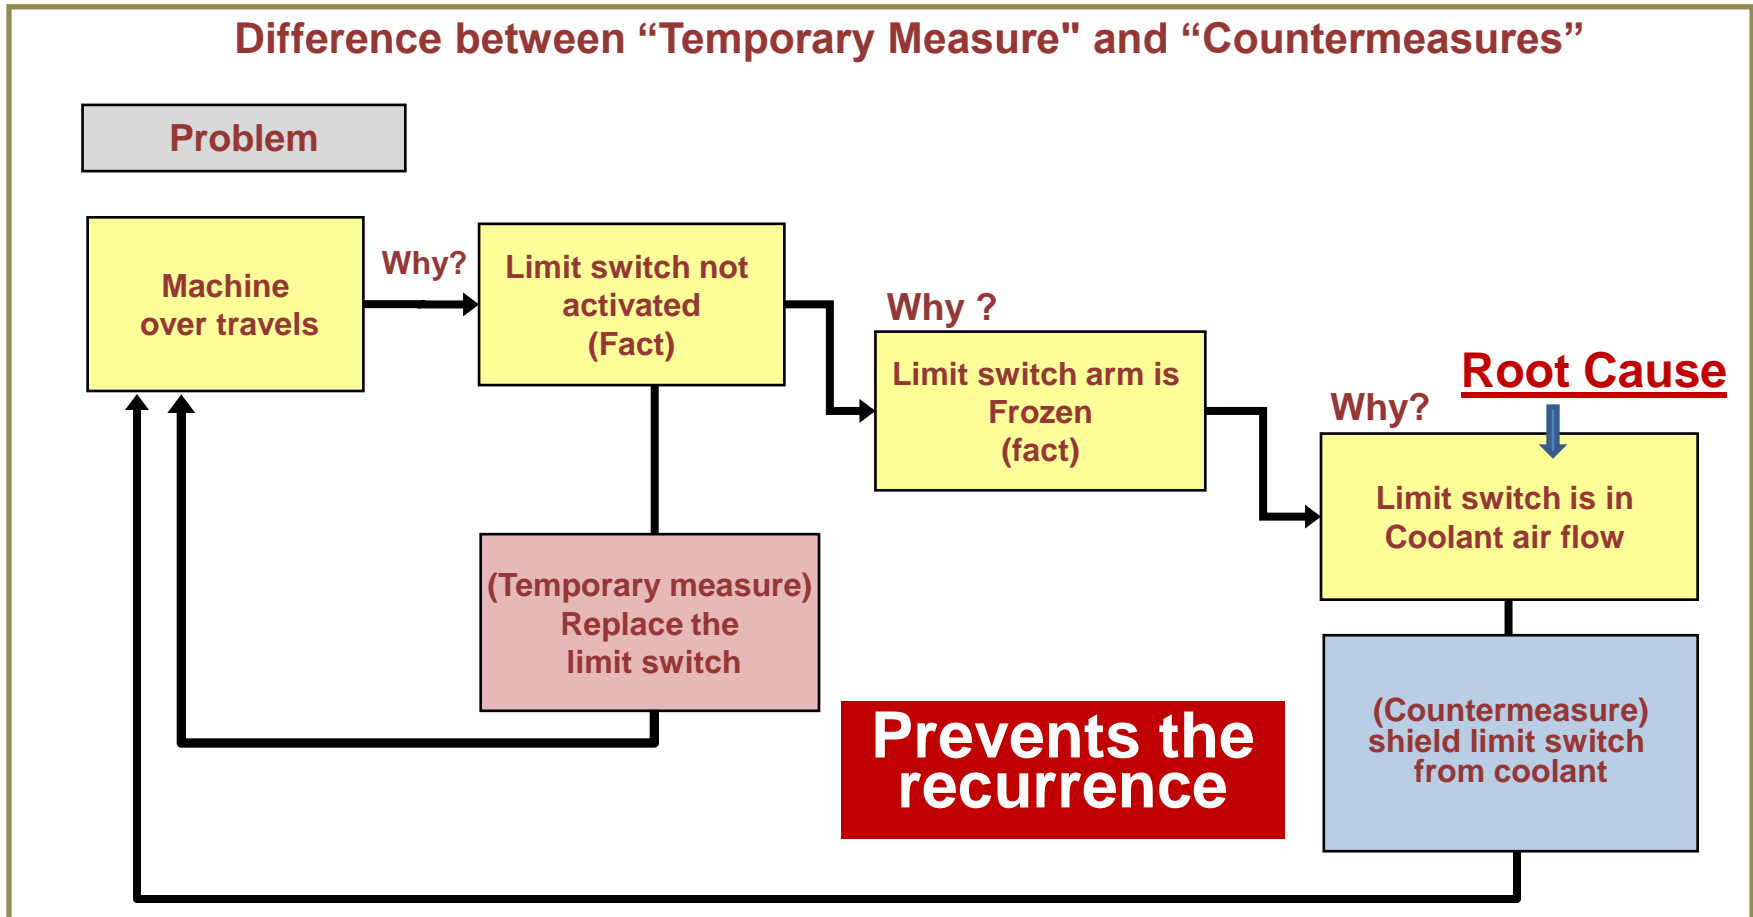 Difference between “Temporary Measure" and “Countermeasures”
Problem
Machine
over travels
Why?
Limit switch not
activated
(Fact)
Why ?
Limit switch arm is
Frozen
(fact)
Root Cause
Why?
Limit switch is in
Coolant air flow
(Temporary measure)
Replace the
limit switch
Prevents the
recurrence
(Countermeasure)
shield limit switch
from coolant